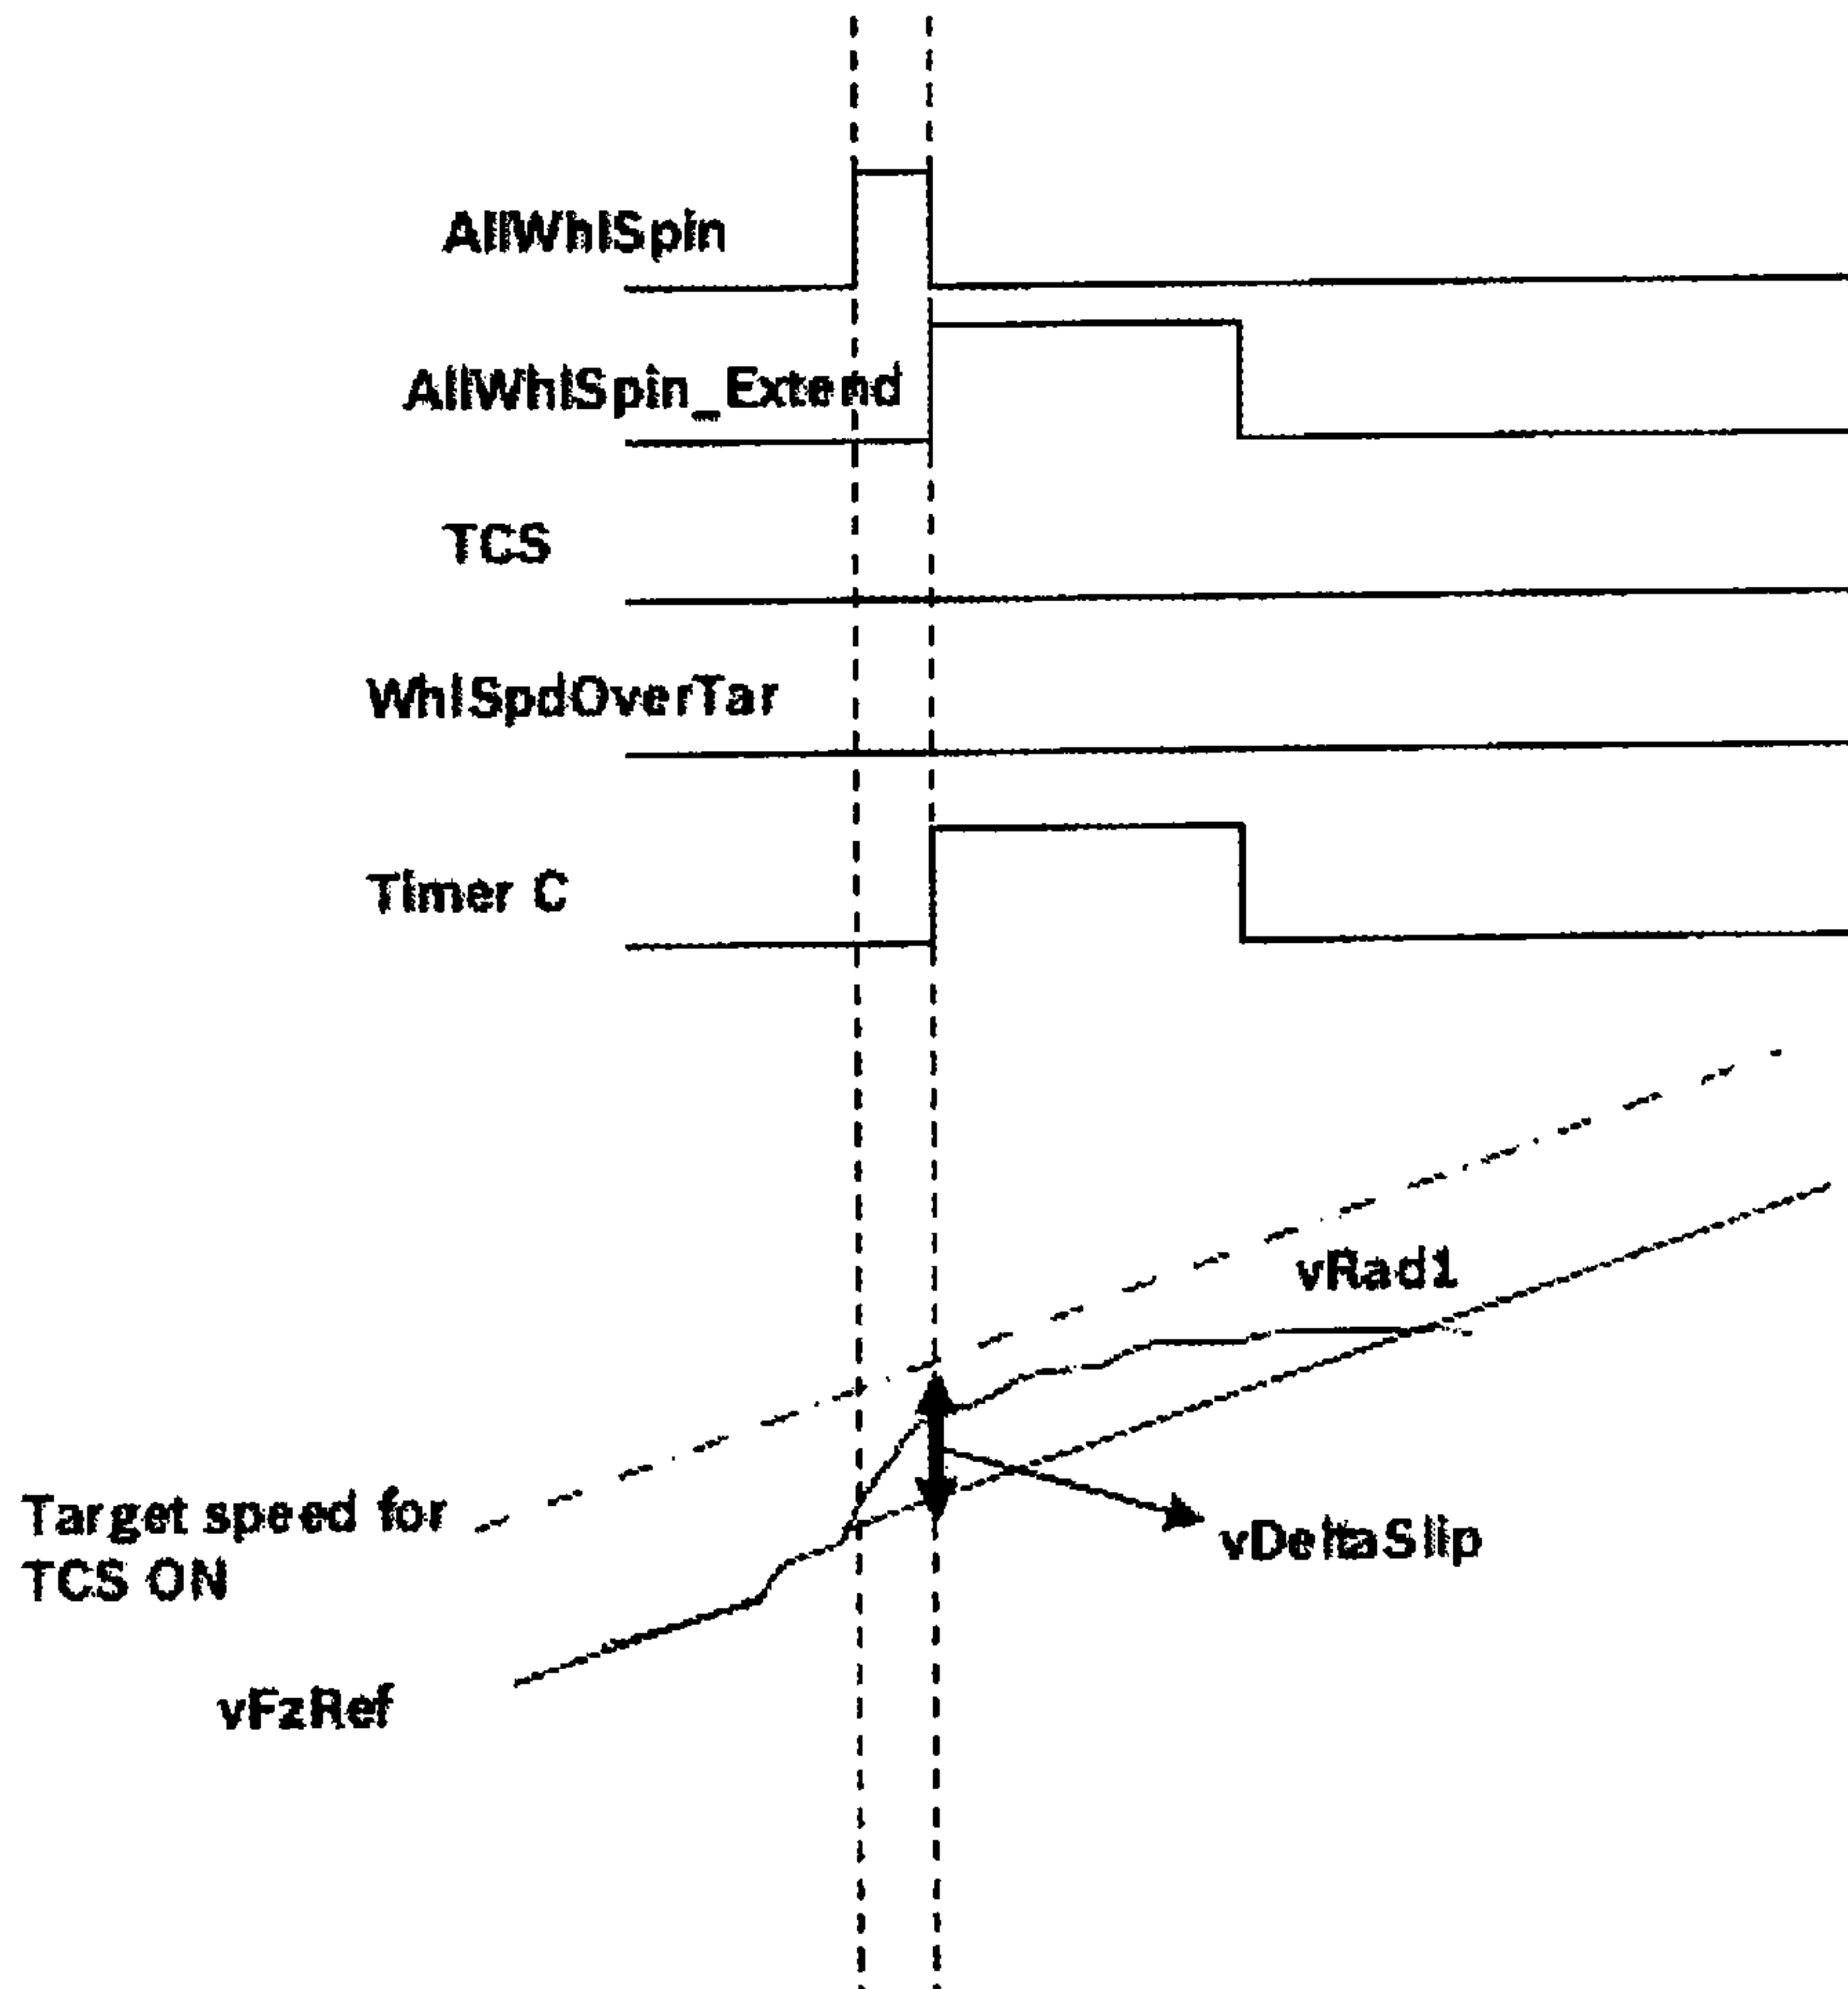 AllWhlSpin
AllWhlSpin_Extend
TCS
WhlSpdOverTar
Timer C
vRad1
Target speed for
TCS ON
vDeltaSlip
vFzRef